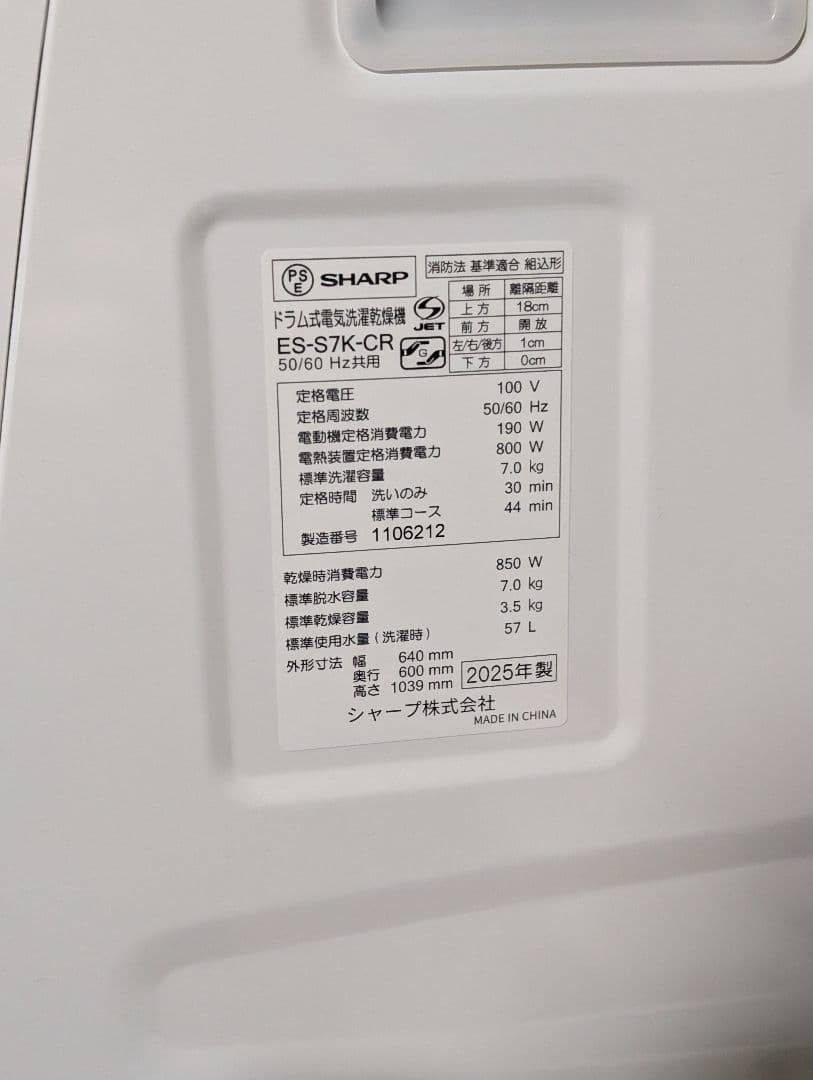 PSE SHARP
消防法 基準適合 組込形
場所 離隔距離
上方 18cm
前方 開放
左/右/後方 1cm
下方 0cm
ドラム式電気洗濯乾燥機
S JET
ES-S7K-CR
50/60 Hz共用
G
定格電圧 100 V
定格周波数 50/60 Hz
電動機定格消費電力 190 W
電熱装置定格消費電力 800 W
標準洗濯容量 7.0 kg
定格時間 洗いのみ 30 min
標準コース 44 min
製造番号 1106212
乾燥時消費電力 850 W
標準脱水容量 7.0 kg
標準乾燥容量 3.5 kg
標準使用水量(洗濯時) 57 L
外形寸法 幅 640 mm
奥行 600 mm
高さ 1039 mm
2025年製
シャープ株式会社
MADE IN CHINA